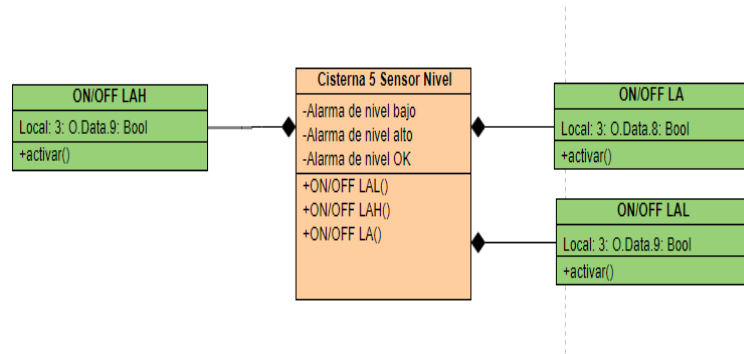 ON/OFF LAH
Local: 3: O.Data.9: Bool
+activar()
Cisterna 5 Sensor Nivel
-Alarma de nivel bajo
-Alarma de nivel alto
-Alarma de nivel OK
+ON/OFF LAL()
+ON/OFF LAH()
+ON/OFF LA()
ON/OFF LA
Local: 3: O.Data.8: Bool
+activar()
ON/OFF LAL
Local: 3: O.Data.9: Bool
+activar()